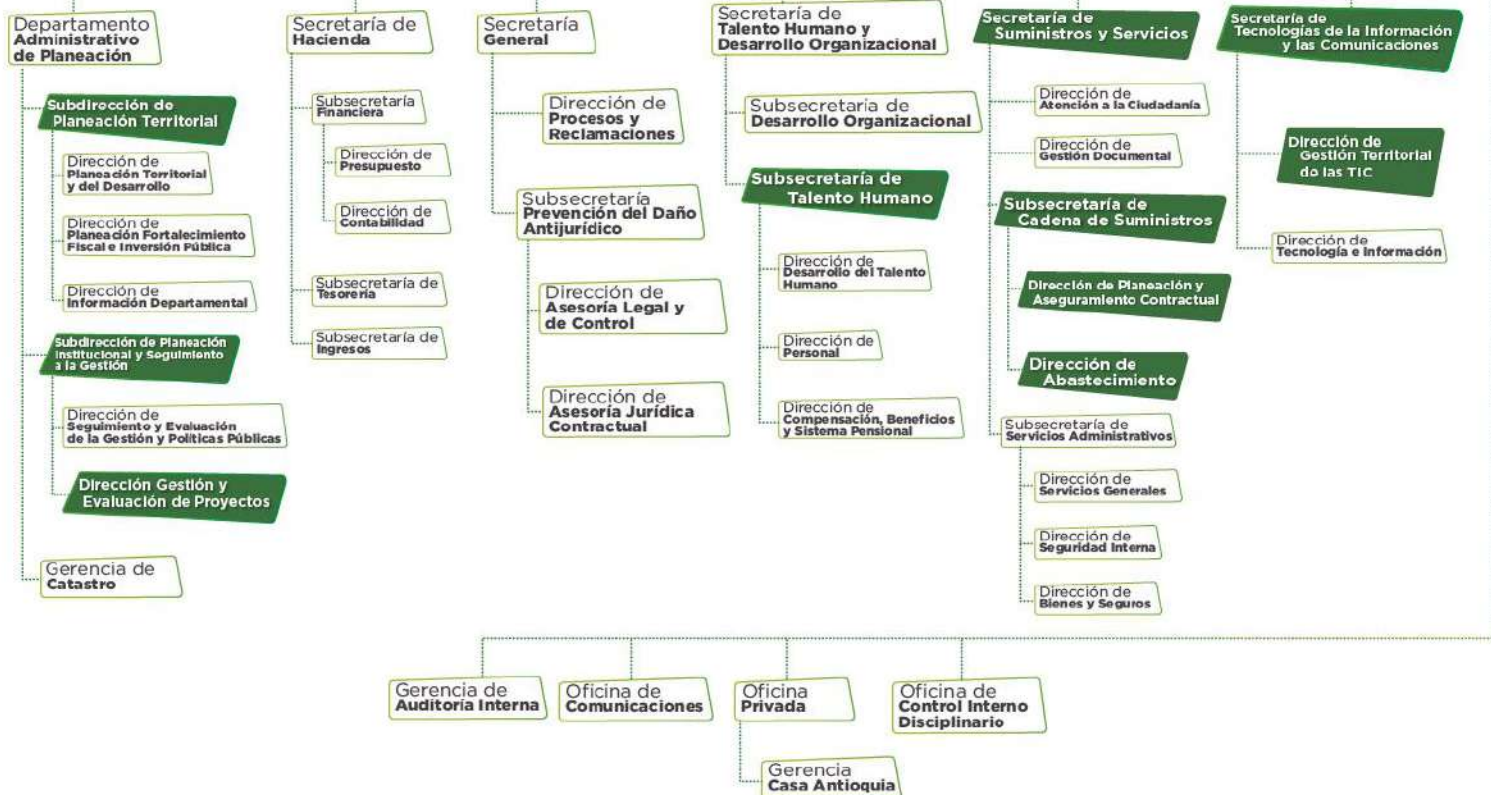 Departamento
Administrativo
de Planeación
Subdirección de
Planeación Territorial
Dirección de
Planeación Territorial
y del Desarrollo
Dirección de
Planeación Fortalecimiento
Fiscal e Inversión Pública
Dirección de
Información Departamental
Subdirección de Planeación
Institucional y Seguimiento
a la Gestión
Dirección de
Seguimiento y Evaluación
de la Gestión y Políticas Públicas
Dirección Gestión y
Evaluación de Proyectos
Gerencia de
Catastro
Secretaría de
Hacienda
Subsecretaría
Financiera
Dirección de
Presupuesto
Dirección de
Contabilidad
Subsecretaría de
Tesorería
Subsecretaría de
Ingresos
Secretaría
General
Dirección de
Procesos y
Reclamaciones
Subsecretaría
Prevención del Daño
Antijurídico
Dirección de
Asesoría Legal y
de Control
Dirección de
Asesoría Jurídica
Contractual
Secretaría de
Talento Humano y
Desarrollo Organizacional
Subsecretaría de
Desarrollo Organizacional
Subsecretaría de
Talento Humano
Dirección de
Desarrollo del Talento
Humano
Dirección de
Personal
Dirección de
Compensación, Beneficios
y Sistema Pensional
Secretaría de
Suministros y Servicios
Dirección de
Atención a la Ciudadanía
Dirección de
Gestión Documental
Subsecretaría de
Cadena de Suministros
Dirección de Planeación y
Aseguramiento Contractual
Dirección de
Abastecimiento
Subsecretaría de
Servicios Administrativos
Dirección de
Servicios Generales
Dirección de
Seguridad Interna
Dirección de
Bienes y Seguros
Secretaría de
Tecnologías de la Información
y las Comunicaciones
Dirección de
Gestión Territorial
de las TIC
Dirección de
Tecnología e Información
Gerencia de
Auditoría Interna
Oficina de
Comunicaciones
Oficina
Privada
Gerencia
Casa Antioquia
Oficina de
Control Interno
Disciplinario